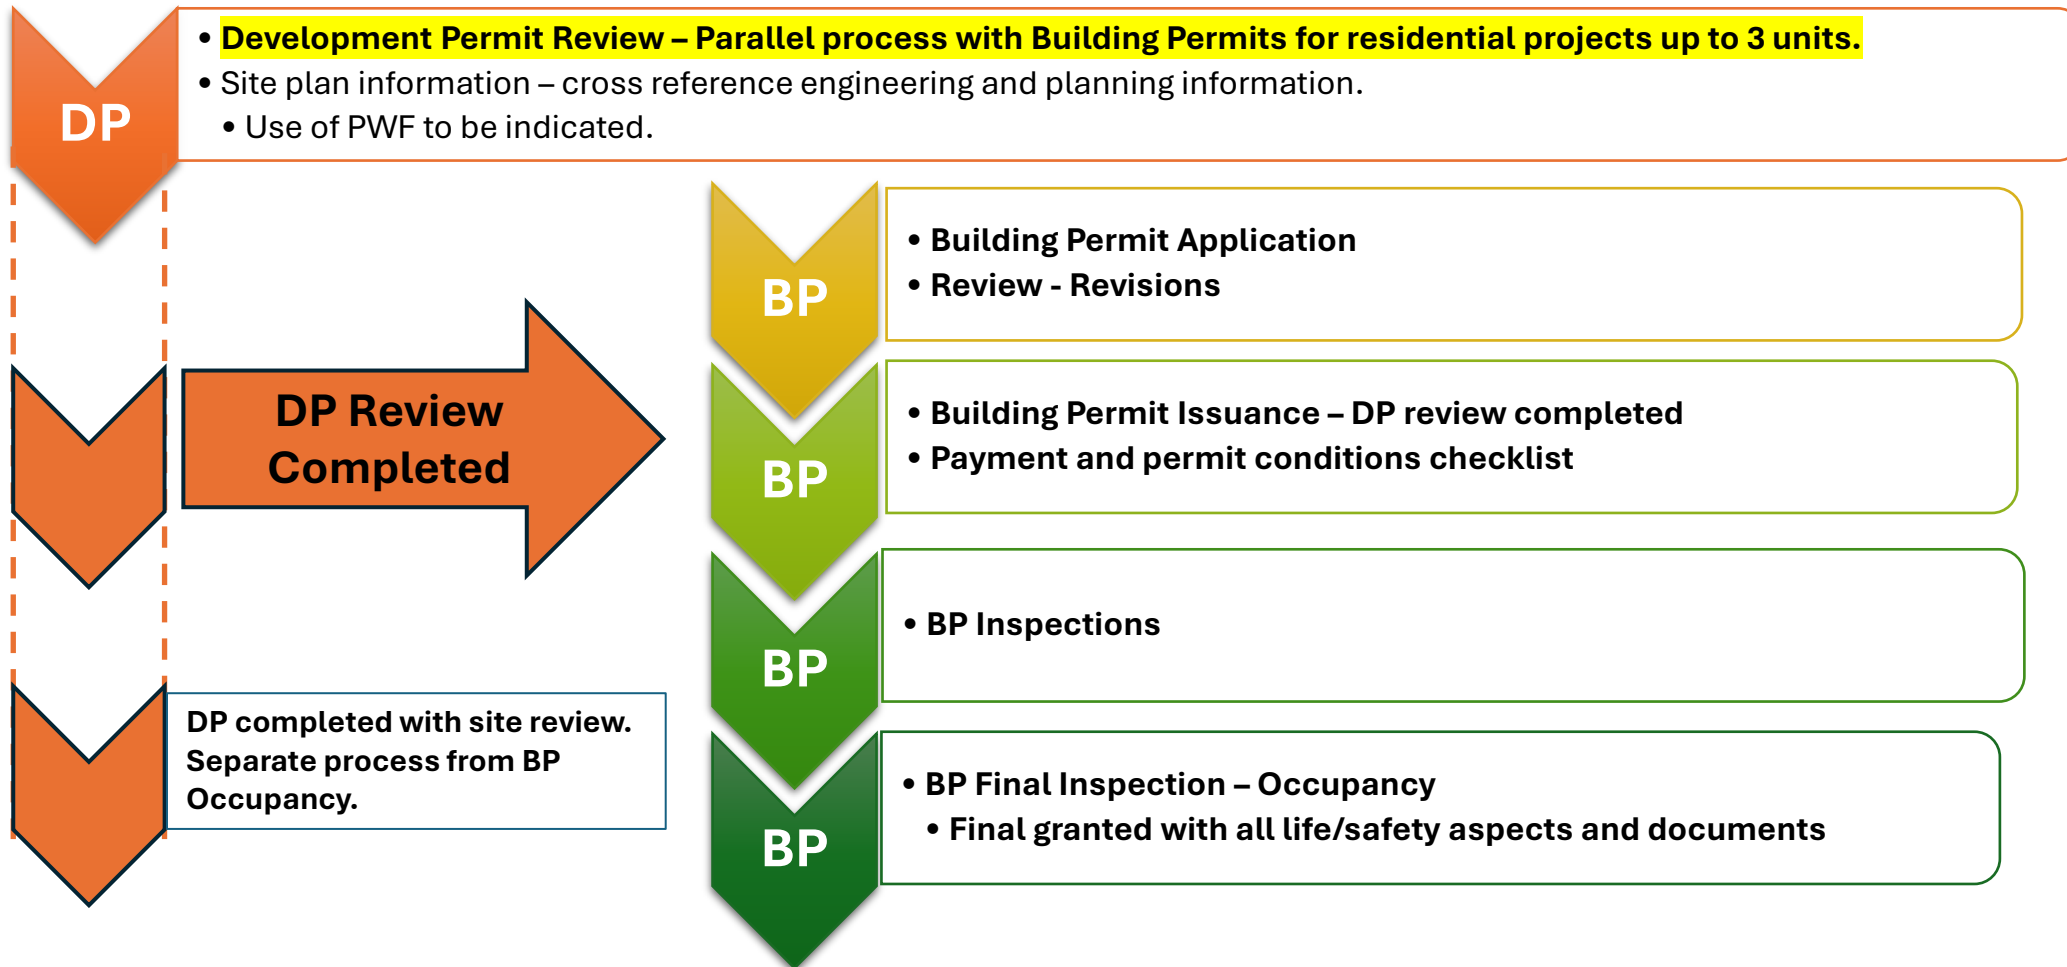 DP
• Development Permit Review – Parallel process with Building Permits for residential projects up to 3 units.
• Site plan information – cross reference engineering and planning information.
• Use of PWF to be indicated.
BP
• Building Permit Application
• Review - Revisions
DP Review
Completed
BP
• Building Permit Issuance – DP review completed
• Payment and permit conditions checklist
BP
• BP Inspections
DP completed with site review.
Separate process from BP
Occupancy.
BP
• BP Final Inspection – Occupancy
• Final granted with all life/safety aspects and documents